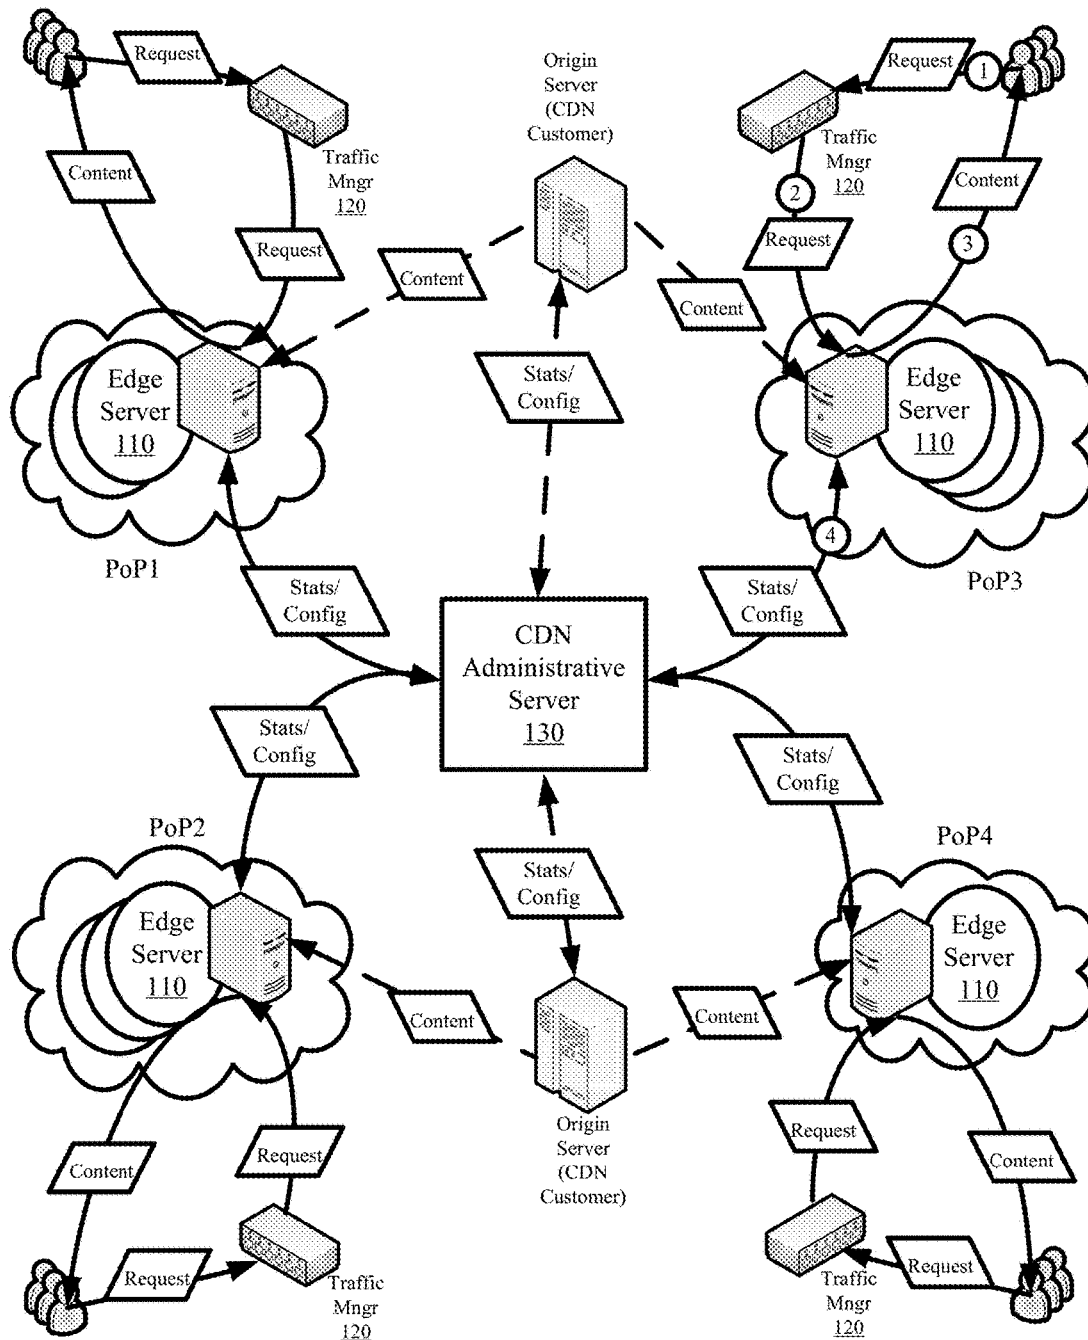 Request
Origin
Server
(CDN
Customer)
Request
1
Traffic
Mngr
120
Traffic
Mngr
120
Content
2
Content
Request
Request
3
Content
Content
Edge
Server
110
Stats/
Config
Edge
Server
110
4
PoP1
PoP3
Stats/
Config
Stats/
Config
CDN
Administrative
Server
130
Stats/
Config
Stats/
Config
PoP2
PoP4
Stats/
Config
Edge
Server
110
Edge
Server
110
Content
Content
Origin
Server
(CDN
Customer)
Request
Content
Request
Content
Request
Request
Traffic
Mngr
120
Traffic
Mngr
120